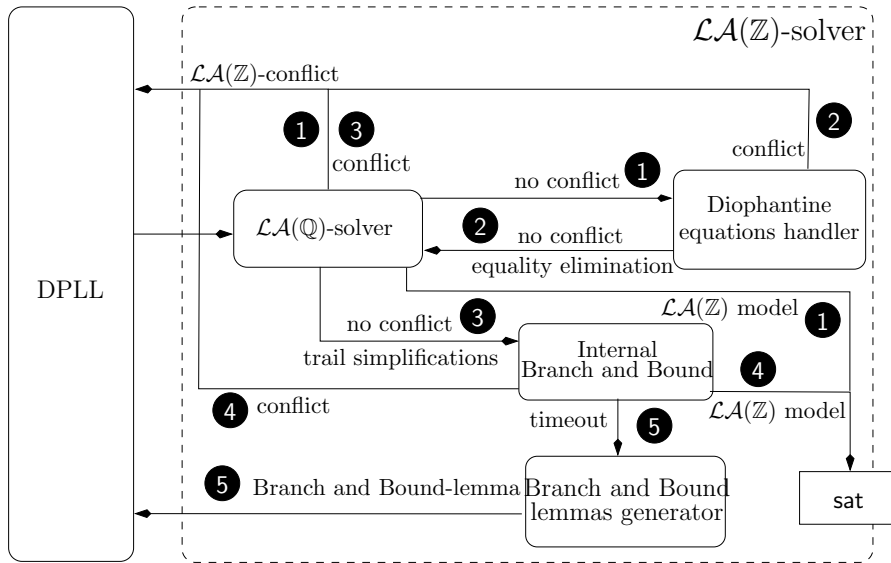 ℒ𝒜(ℤ)-solver
ℒ𝒜(ℤ)-conflict
1
3
2
conflict
conflict
no conflict
1
ℒ𝒜(ℚ)-solver
Diophantine
equations handler
2
no conflict
equality elimination
DPLL
ℒ𝒜(ℤ) model
1
no conflict
3
trail simplifications
Internal
Branch and Bound
4
4
conflict
ℒ𝒜(ℤ) model
timeout
5
5
Branch and Bound-lemma
Branch and Bound
lemmas generator
sat